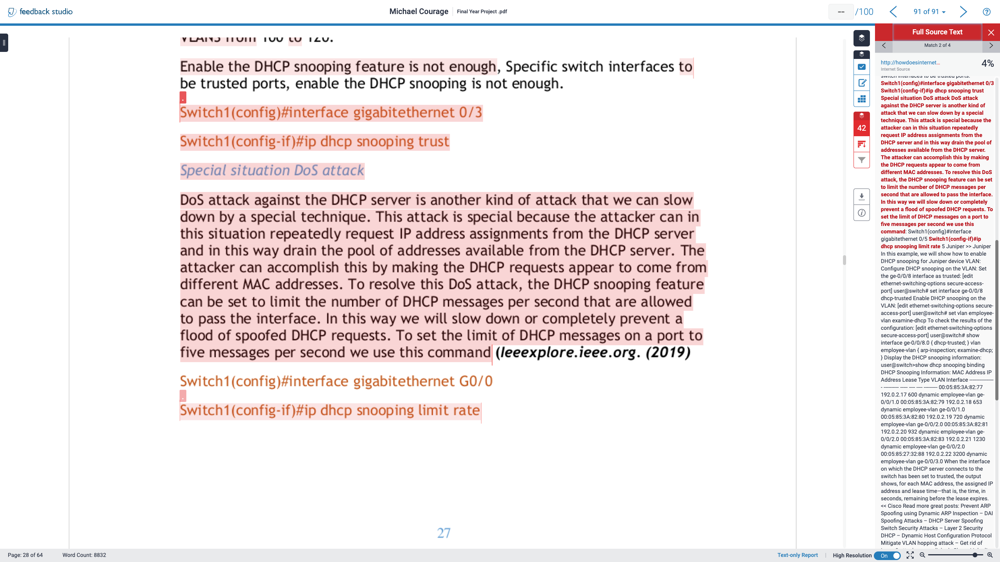 feedback studio
Michael Courage
Final Year Project .pdf
-- /100
91 of 91
?
VLANS from 100 to 120.
Enable the DHCP snooping feature is not enough, Specific switch interfaces to
be trusted ports, enable the DHCP snooping is not enough.
.
Switch1(config)#interface gigabitethernet 0/3
Switch1(config-if)#ip dhcp snooping trust
Special situation DoS attack
DoS attack against the DHCP server is another kind of attack that we can slow
down by a special technique. This attack is special because the attacker can in
this situation repeatedly request IP address assignments from the DHCP server
and in this way drain the pool of addresses available from the DHCP server. The
attacker can accomplish this by making the DHCP requests appear to come from
different MAC addresses. To resolve this DoS attack, the DHCP snooping feature
can be set to limit the number of DHCP messages per second that are allowed
to pass the interface. In this way we will slow down or completely prevent a
flood of spoofed DHCP requests. To set the limit of DHCP messages on a port to
five messages per second we use this command (Ieeexplore.ieee.org. (2019)
Switch1(config)#interface gigabitethernet G0/0
.
Switch1(config-if)#ip dhcp snooping limit rate
27
42
Full Source Text
Match 2 of 4
http://howdoesinternet...
4%
Internet Source
switch interfaces to be trusted ports.
Switch1(config)#interface gigabitethernet 0/3
Switch1(config-if)#ip dhcp snooping trust
Special situation DoS attack DoS attack
against the DHCP server is another kind of
attack that we can slow down by a special
technique. This attack is special because the
attacker can in this situation repeatedly
request IP address assignments from the
DHCP server and in this way drain the pool of
addresses available from the DHCP server.
The attacker can accomplish this by making
the DHCP requests appear to come from
different MAC addresses. To resolve this DoS
attack, the DHCP snooping feature can be set
to limit the number of DHCP messages per
second that are allowed to pass the interface.
In this way we will slow down or completely
prevent a flood of spoofed DHCP requests. To
set the limit of DHCP messages on a port to
five messages per second we use this
command: Switch1(config)#interface
gigabitethernet 0/5 Switch1(config-if)#ip
dhcp snooping limit rate 5 Juniper >> Juniper
In this example, we will show how to enable
DHCP snooping for Juniper device VLAN:
Configure DHCP snooping on the VLAN: Set
the ge-0/0/8 interface as trusted: [edit
ethernet-switching-options secure-access-
port] user@switch# set interface ge-0/0/8
dhcp-trusted Enable DHCP snooping on the
VLAN: [edit ethernet-switching-options secure-
access-port] user@switch# set vlan employee-
vlan examine-dhcp To check the results of the
configuration: [edit ethernet-switching-options
secure-access-port] user@switch# show
interface ge-0/0/8.0 { dhcp-trusted; } vlan
employee-vlan { arp-inspection; examine-dhcp;
} Display the DHCP snooping information:
user@switch>show dhcp snooping binding
DHCP Snooping Information: MAC Address IP
Address Lease Type VLAN Interface ----------------
- ---------- ----- ---- ---- --------- 00:05:85:3A:82:77
192.0.2.17 600 dynamic employee-vlan ge-
0/0/1.0 00:05:85:3A:82:79 192.0.2.18 653
dynamic employee-vlan ge-0/0/1.0
00:05:85:3A:82:80 192.0.2.19 720 dynamic
employee-vlan ge-0/0/2.0 00:05:85:3A:82:81
192.0.2.20 932 dynamic employee-vlan ge-
0/0/2.0 00:05:85:3A:82:83 192.0.2.21 1230
dynamic employee-vlan ge-0/0/2.0
00:05:85:27:32:88 192.0.2.22 3200 dynamic
employee-vlan ge-0/0/3.0 When the interface
on which the DHCP server connects to the
switch has been set to trusted, the output
shows, for each MAC address, the assigned IP
address and lease time—that is, the time, in
seconds, remaining before the lease expires.
<< Cisco Read more great posts: Prevent ARP
Spoofing using Dynamic ARP Inspection – DAI
Spoofing Attacks – DHCP Server Spoofing
Switch Security Attacks – Layer 2 Security
DHCP – Dynamic Host Configuration Protocol
Mitigate VLAN hopping attack – Get rid of
Page: 28 of 64
Word Count: 8832
Text-only Report
High Resolution
On